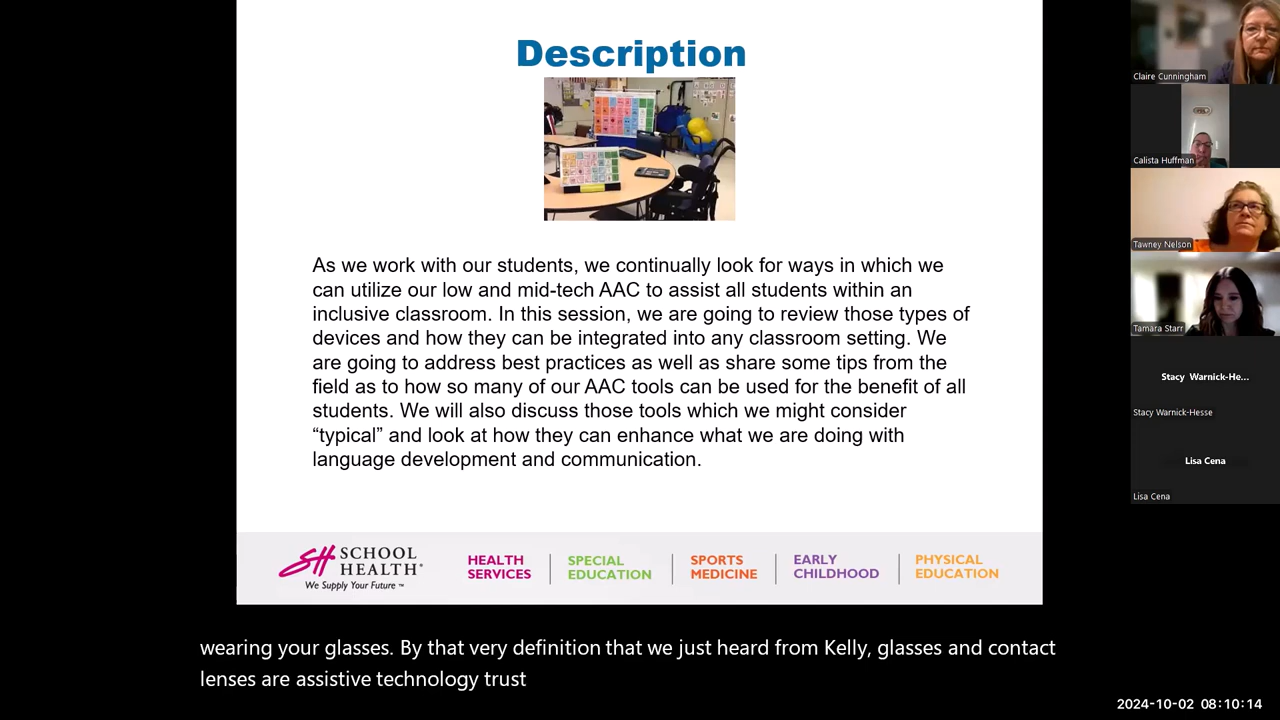 Description
As we work with our students, we continually look for ways in which we
can utilize our low and mid-tech AAC to assist all students within an
inclusive classroom. In this session, we are going to review those types of
devices and how they can be integrated into any classroom setting. We
are going to address best practices as well as share some tips from the
field as to how so many of our AAC tools can be used for the benefit of all
students. We will also discuss those tools which we might consider
“typical” and look at how they can enhance what we are doing with
language development and communication.
SH SCHOOL HEALTH®
We Supply Your Future ™
HEALTH SERVICES
SPECIAL EDUCATION
SPORTS MEDICINE
EARLY CHILDHOOD
PHYSICAL EDUCATION
wearing your glasses. By that very definition that we just heard from Kelly, glasses and contact
lenses are assistive technology trust
Claire Cunningham
Calista Huffman
Tawney Nelson
Tamara Starr
Stacy Warnick-He...
Stacy Warnick-Hesse
Lisa Cena
Lisa Cena
2024-10-02 08:10:14